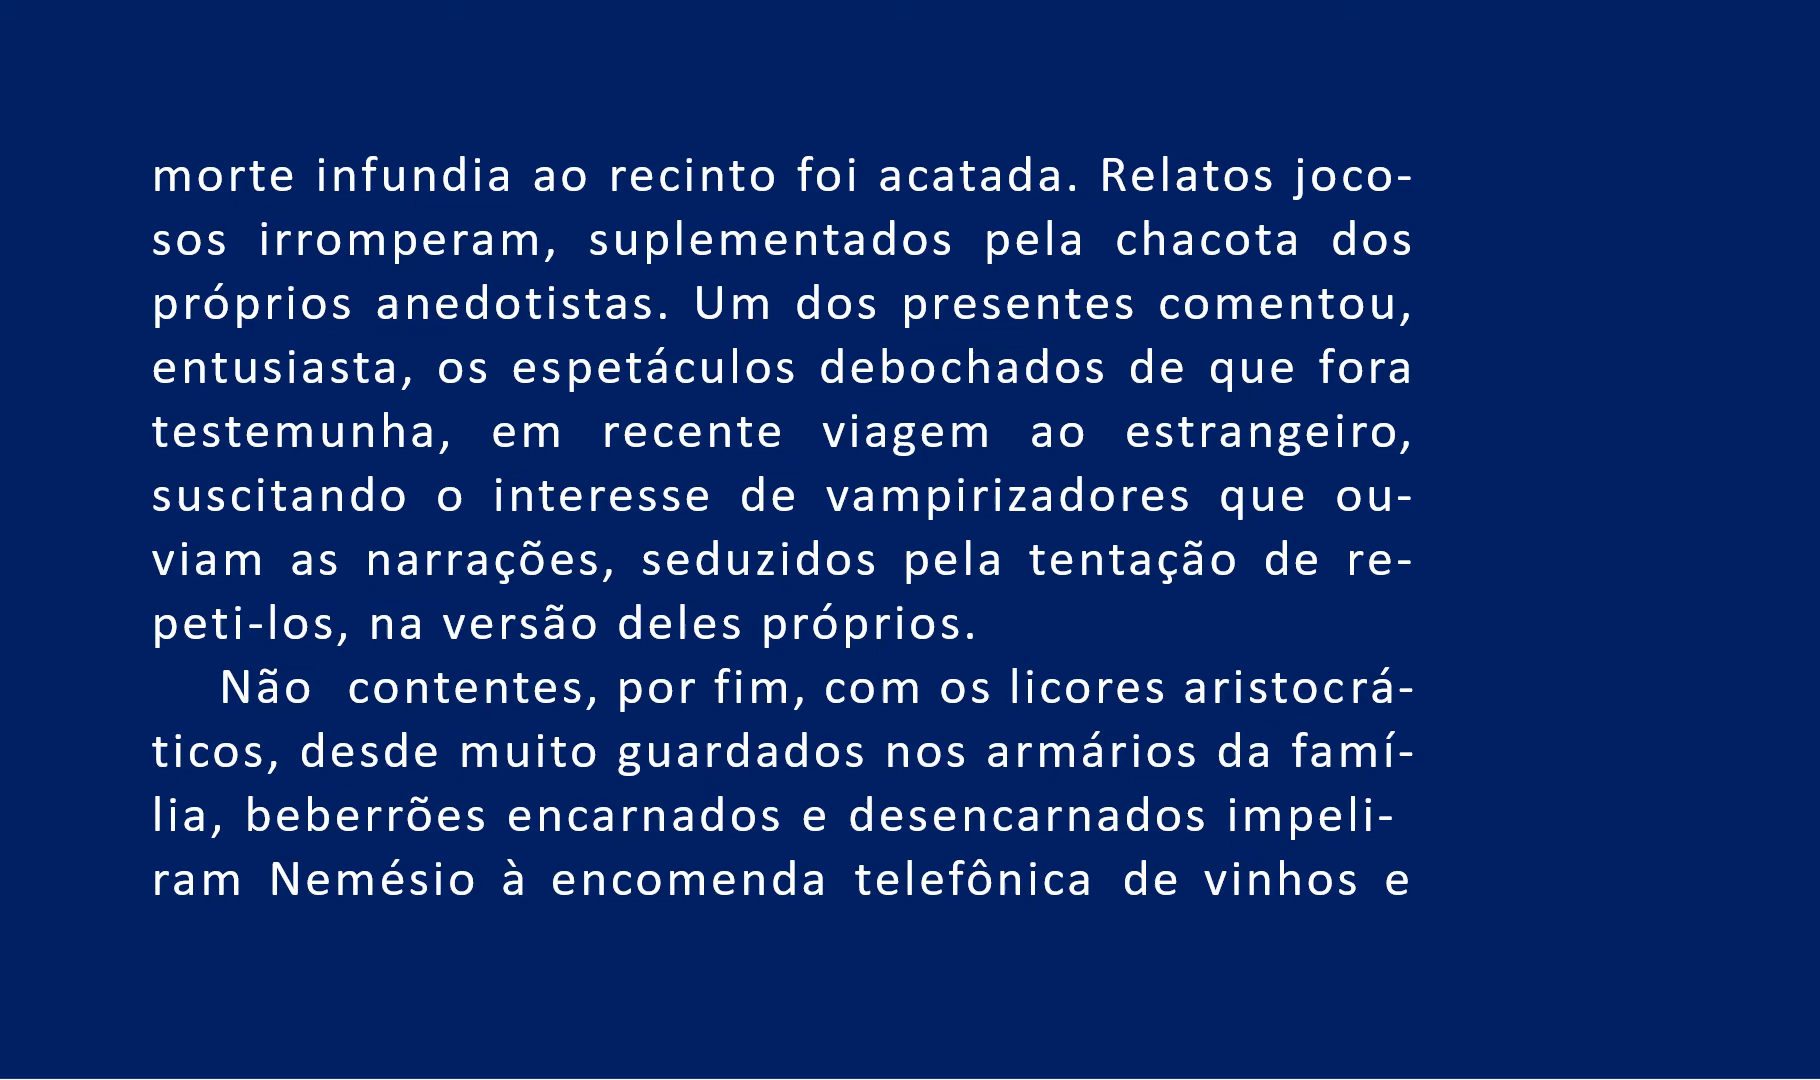 morte infundia ao recinto foi acatada. Relatos joco-
sos irromperam, suplementados pela chacota dos
próprios anedotistas. Um dos presentes comentou,
entusiasta, os espetáculos debochados de que fora
testemunha, em recente viagem ao estrangeiro,
suscitando o interesse de vampirizadores que ou-
viam as narrações, seduzidos pela tentação de re-
peti-los, na versão deles próprios.
Não contentes, por fim, com os licores aristocrá-
ticos, desde muito guardados nos armários da famí-
lia, beberrões encarnados e desencarnados impeli-
ram Nemésio à encomenda telefônica de vinhos e